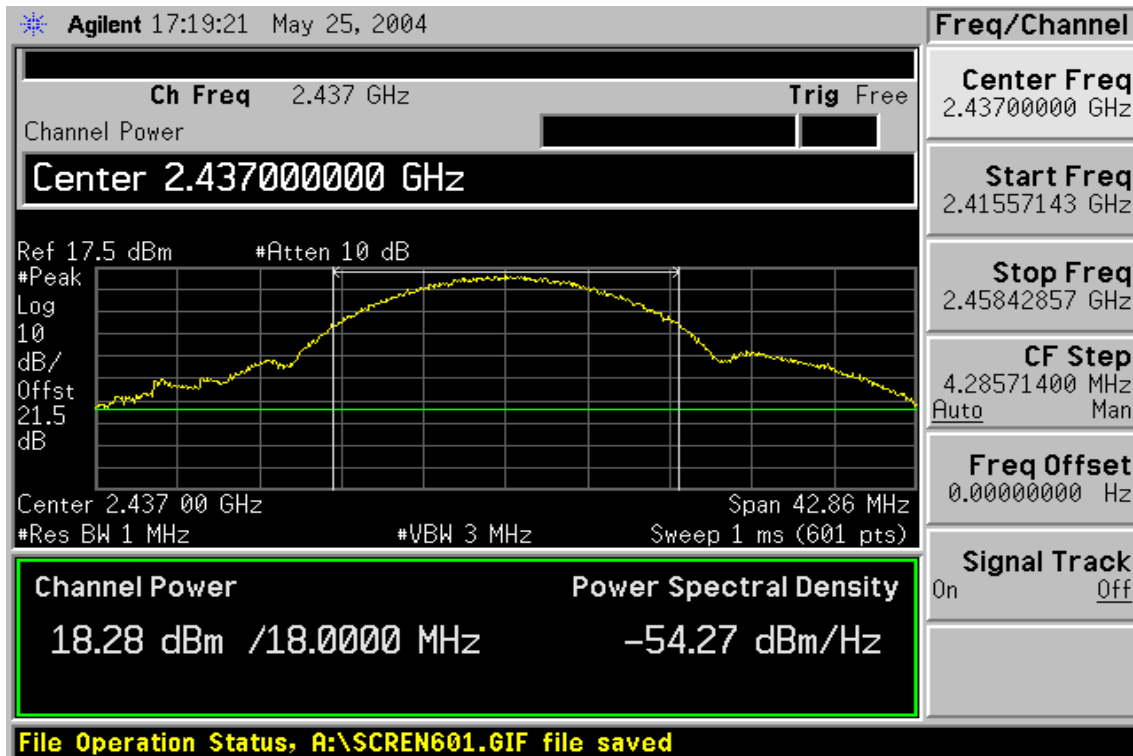 Agilent 17:19:21 May 25, 2004
Ch Freq 2.437 GHz Trig Free
Channel Power
Center 2.437000000 GHz
Ref 17.5 dBm #Atten 10 dB
#Peak
Log
10
dB/
Offst
21.5
dB
Center 2.437 00 GHz Span 42.86 MHz
#Res BW 1 MHz #VBW 3 MHz Sweep 1 ms (601 pts)
Channel Power Power Spectral Density
18.28 dBm /18.0000 MHz -54.27 dBm/Hz
File Operation Status, A:\SCREN601.GIF file saved
Freq/Channel
Center Freq
2.43700000 GHz
Start Freq
2.41557143 GHz
Stop Freq
2.45842857 GHz
CF Step
4.28571400 MHz
Auto Man
Freq Offset
0.00000000 Hz
Signal Track
On Off